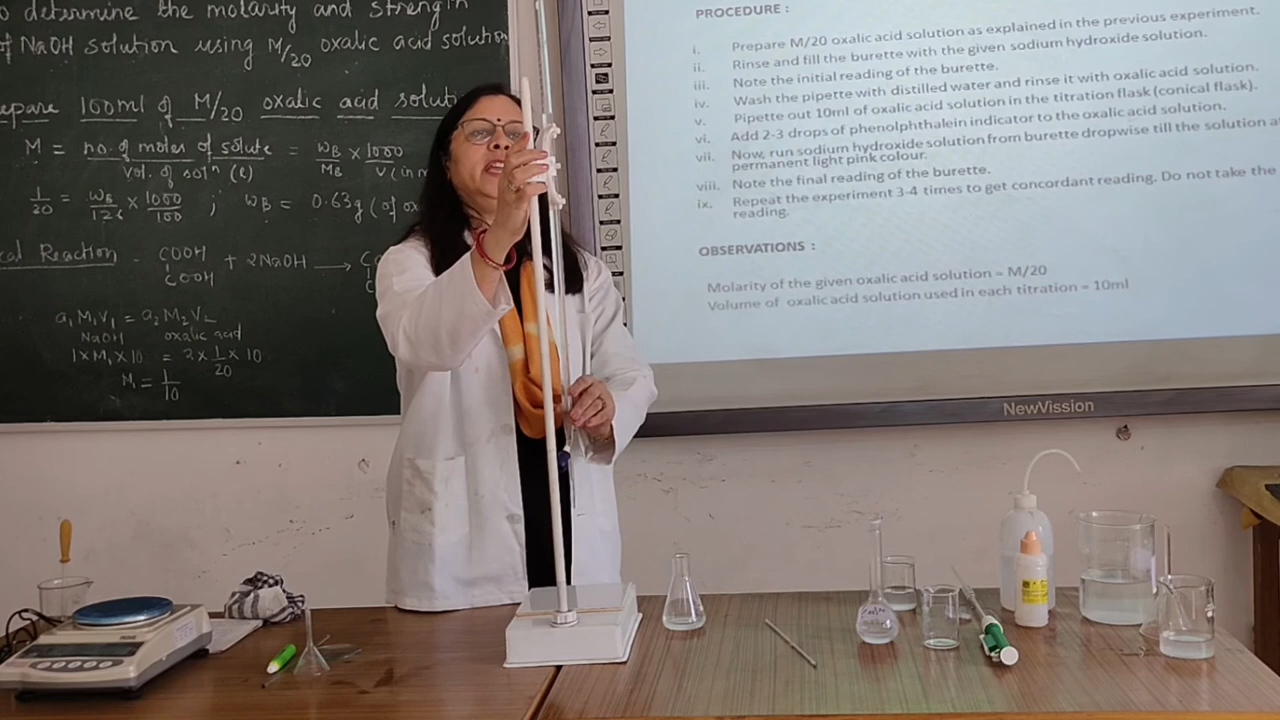 o determine the molarity and strength
of NaOH solution using M/20 oxalic acid solution
epare 100ml of M/20 oxalic acid soluti
M = no. of moles of solute / Vol. of solⁿ (l) = W_B / M_B × 1000 / V (in m
1/20 = W_B / 126 × 1000 / 100 ; W_B = 0.63g (of ox
cal Reaction - COOH
COOH + 2NaOH → C
a₁M₁V₁ = a₂M₂V₂
NaOH oxalic acid
1×M₁×10 = 2×1/20×10
M₁ = 1/10
PROCEDURE :
i. Prepare M/20 oxalic acid solution as explained in the previous experiment.
ii. Rinse and fill the burette with the given sodium hydroxide solution.
iii. Note the initial reading of the burette.
iv. Wash the pipette with distilled water and rinse it with oxalic acid solution.
v. Pipette out 10ml of oxalic acid solution in the titration flask (conical flask).
vi. Add 2-3 drops of phenolphthalein indicator to the oxalic acid solution.
vii. Now, run sodium hydroxide solution from burette dropwise till the solution a
permanent light pink colour.
viii. Note the final reading of the burette.
ix. Repeat the experiment 3-4 times to get concordant reading. Do not take the
reading.
OBSERVATIONS :
Molarity of the given oxalic acid solution = M/20
Volume of oxalic acid solution used in each titration = 10ml
NewVission